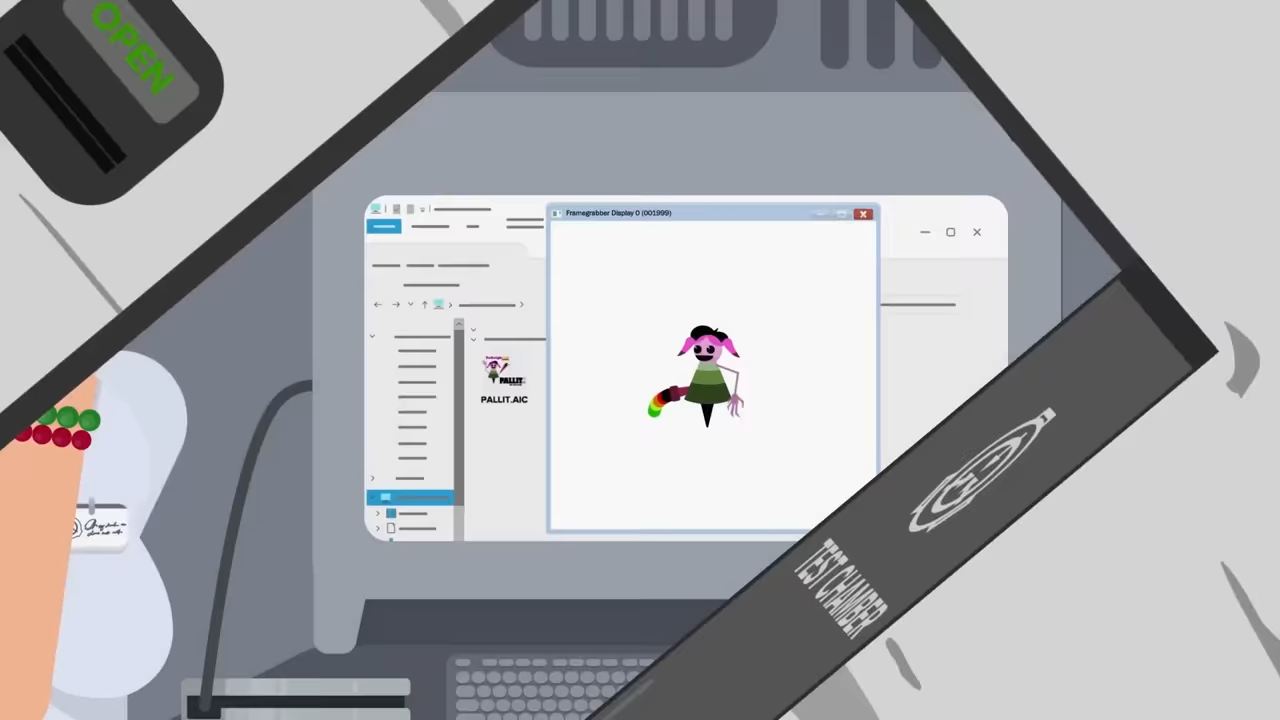 OPEN
Framegrabber Display 0 (001999)
PALLIT
PALLIT.AIC
TEST CHAMBER